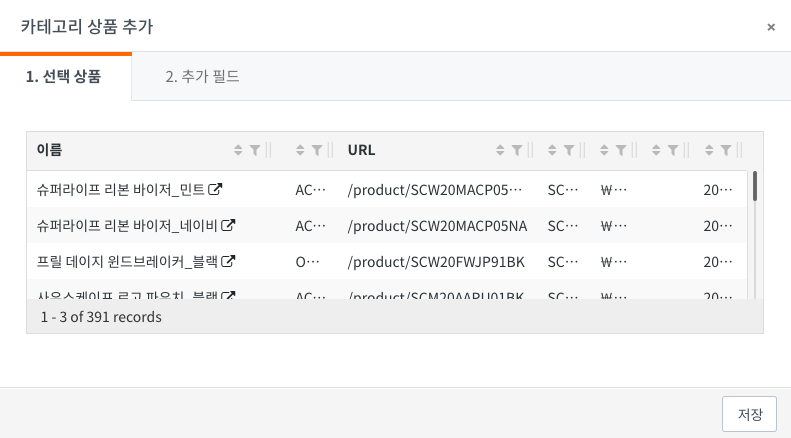 카테고리 상품 추가 ×
1. 선택 상품 2. 추가 필드
이름 URL
슈퍼라이프 리본 바이저_민트 AC··· /product/SCW20MACP05··· SC··· ₩··· 20···
슈퍼라이프 리본 바이저_네이비 AC··· /product/SCW20MACP05NA SC··· ₩··· 20···
프릴 데이지 윈드브레이커_블랙 O··· /product/SCW20FWJP91BK SC··· ₩··· 20···
사우스케이프 로고 파우치_블랙 AC··· /product/SCM20AAPU01BK SC··· ₩··· 20···
1 - 3 of 391 records
저장